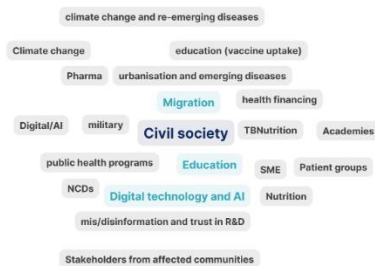 climate change and re-emerging diseases
Climate change education (vaccine uptake)
Pharma urbanisation and emerging diseases
Migration health financing
Digital/AI military Civil society TBNutrition Academies
public health programs Education SME Patient groups
NCDs Digital technology and AI Nutrition
mis/disinformation and trust in R&D
Stakeholders from affected communities